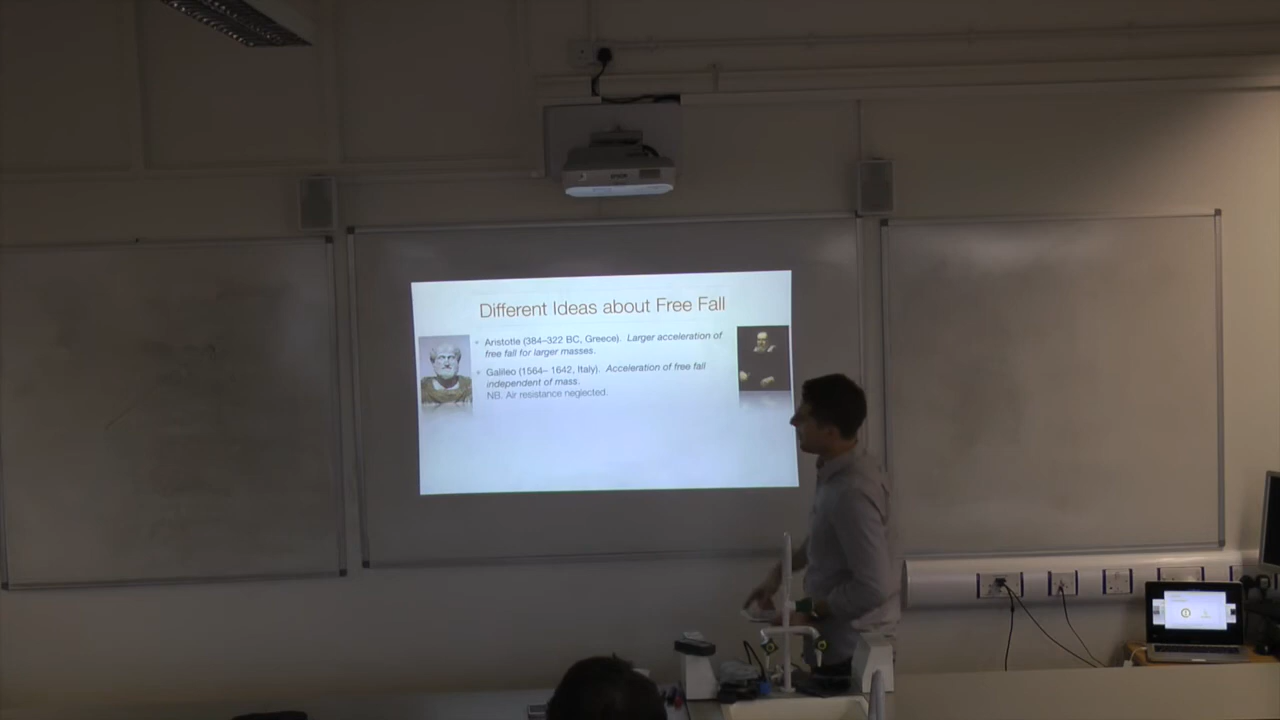 EPSON
Different Ideas about Free Fall
Aristotle (384–322 BC, Greece). Larger acceleration of
free fall for larger masses.
Galileo (1564– 1642, Italy). Acceleration of free fall
independent of mass.
NB. Air resistance neglected.